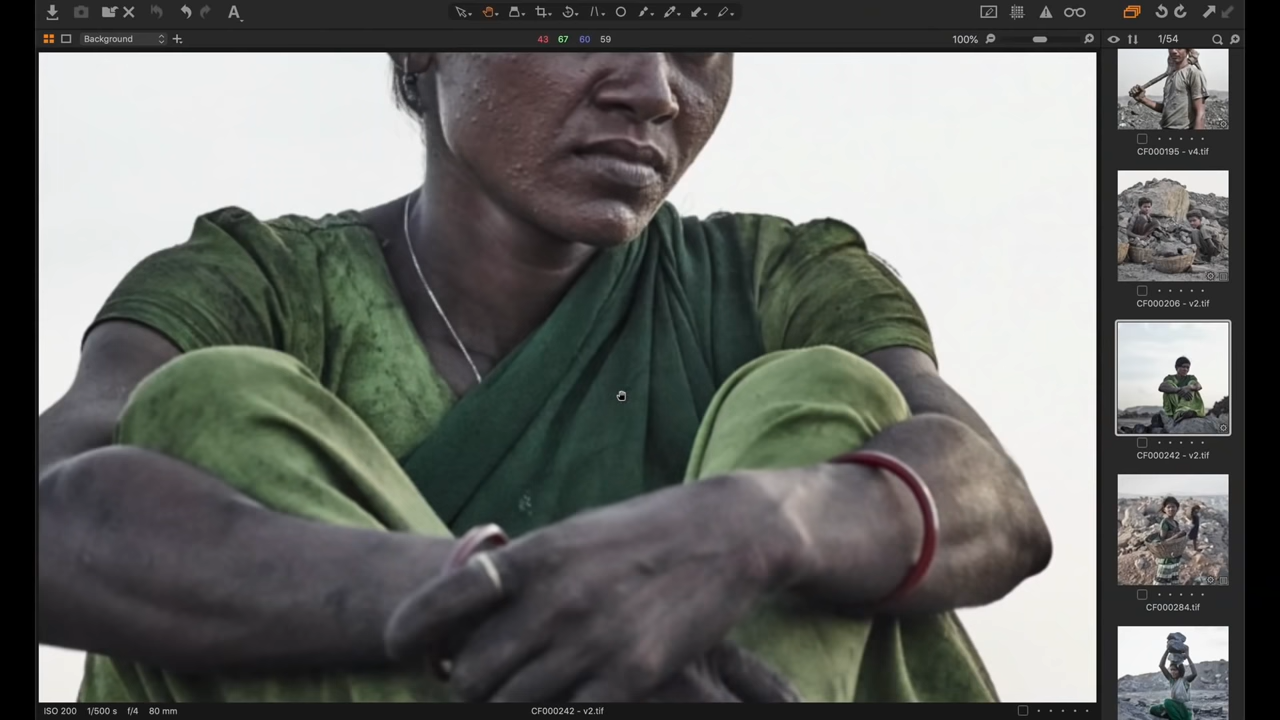 A
Background
43 67 60 59
100%
1/54
CF000195 - v4.tif
CF000206 - v2.tif
CF000242 - v2.tif
CF000284.tif
ISO 200 1/500 s f/4 80 mm
CF000242 - v2.tif